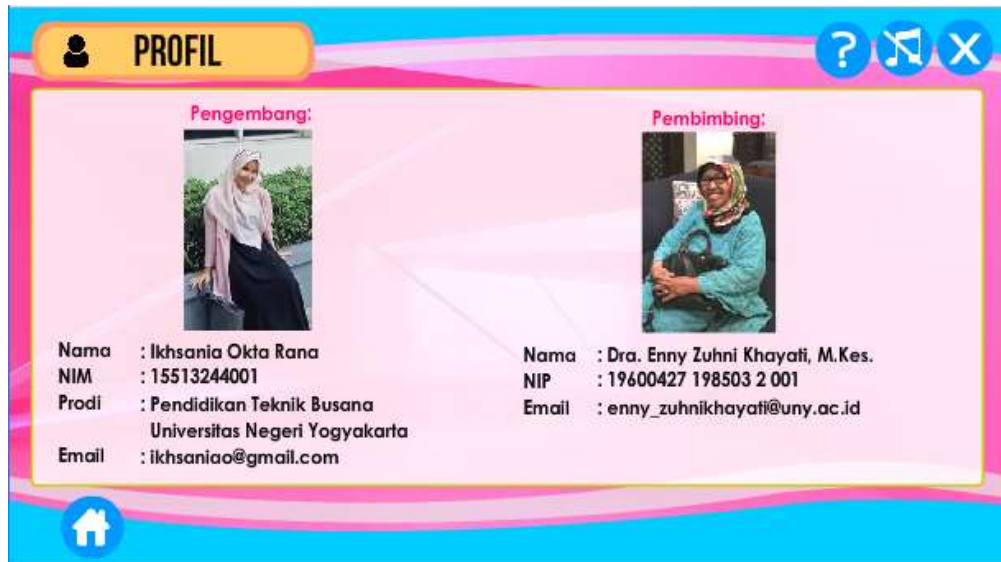 PROFIL
?
X
Pengembang:
Nama : Ikhsania Okta Rana
NIM : 15513244001
Prodi : Pendidikan Teknik Busana
Universitas Negeri Yogyakarta
Email : ikhsaniao@gmail.com
Pembimbing:
Nama : Dra. Enny Zuhni Khayati, M.Kes.
NIP : 19600427 198503 2 001
Email : enny_zuhnikhayati@uny.ac.id